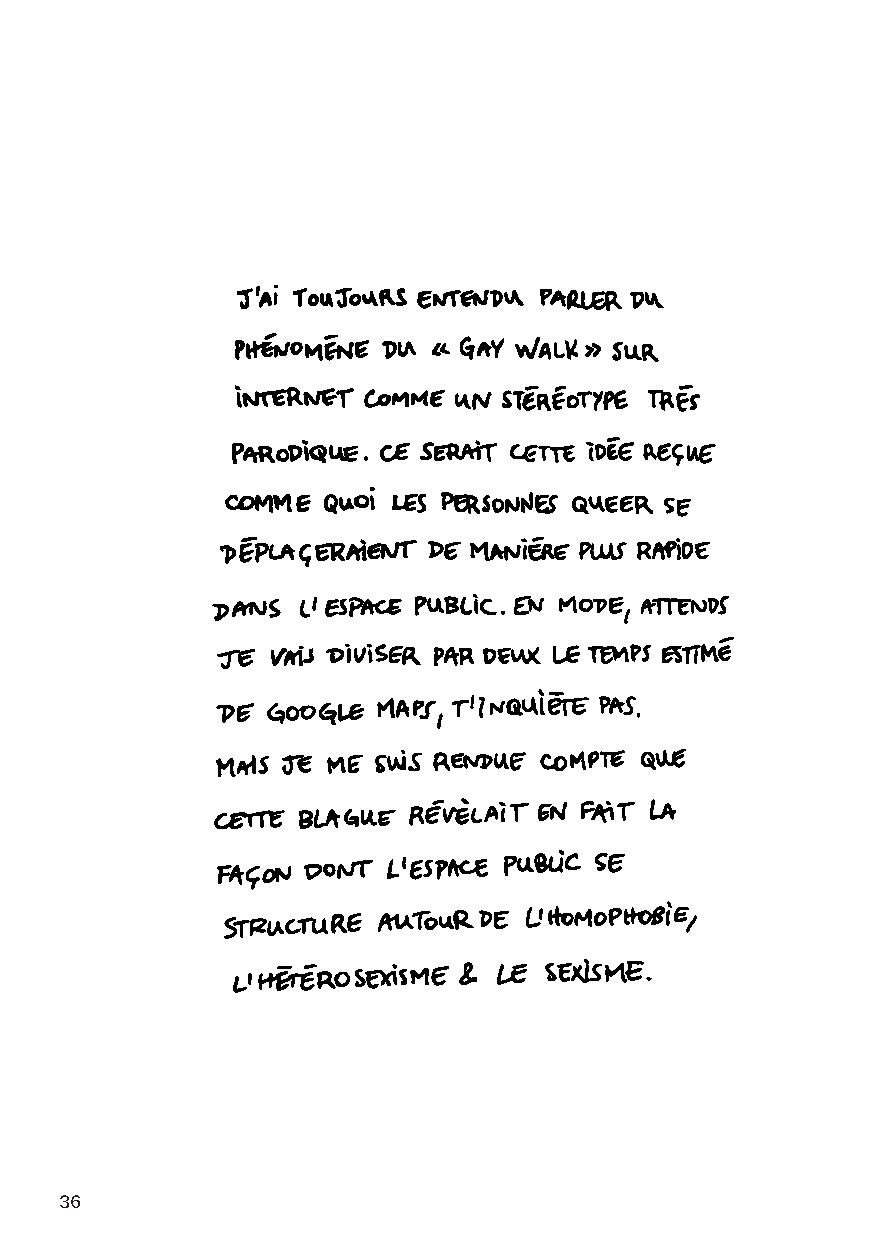 J'AI TOUJOURS ENTENDU PARLER DU
PHÉNOMÈNE DU « GAY WALK » SUR
INTERNET COMME UN STÉRÉOTYPE TRÈS
PARODIQUE. CE SERAIT CETTE IDÉE REÇUE
COMME QUOI LES PERSONNES QUEER SE
DÉPLAÇERAIENT DE MANIÈRE PLUS RAPIDE
DANS L'ESPACE PUBLIC. EN MODE, ATTENDS
JE VAIS DIVISER PAR DEUX LE TEMPS ESTIMÉ
DE GOOGLE MAPS, T'INQUIÈTE PAS.
MAIS JE ME SUIS RENDUE COMPTE QUE
CETTE BLAGUE RÉVÈLAIT EN FAIT LA
FAÇON DONT L'ESPACE PUBLIC SE
STRUCTURE AUTOUR DE L'HOMOPHOBIE,
L'HÉTÉROSEXISME & LE SEXISME.
36